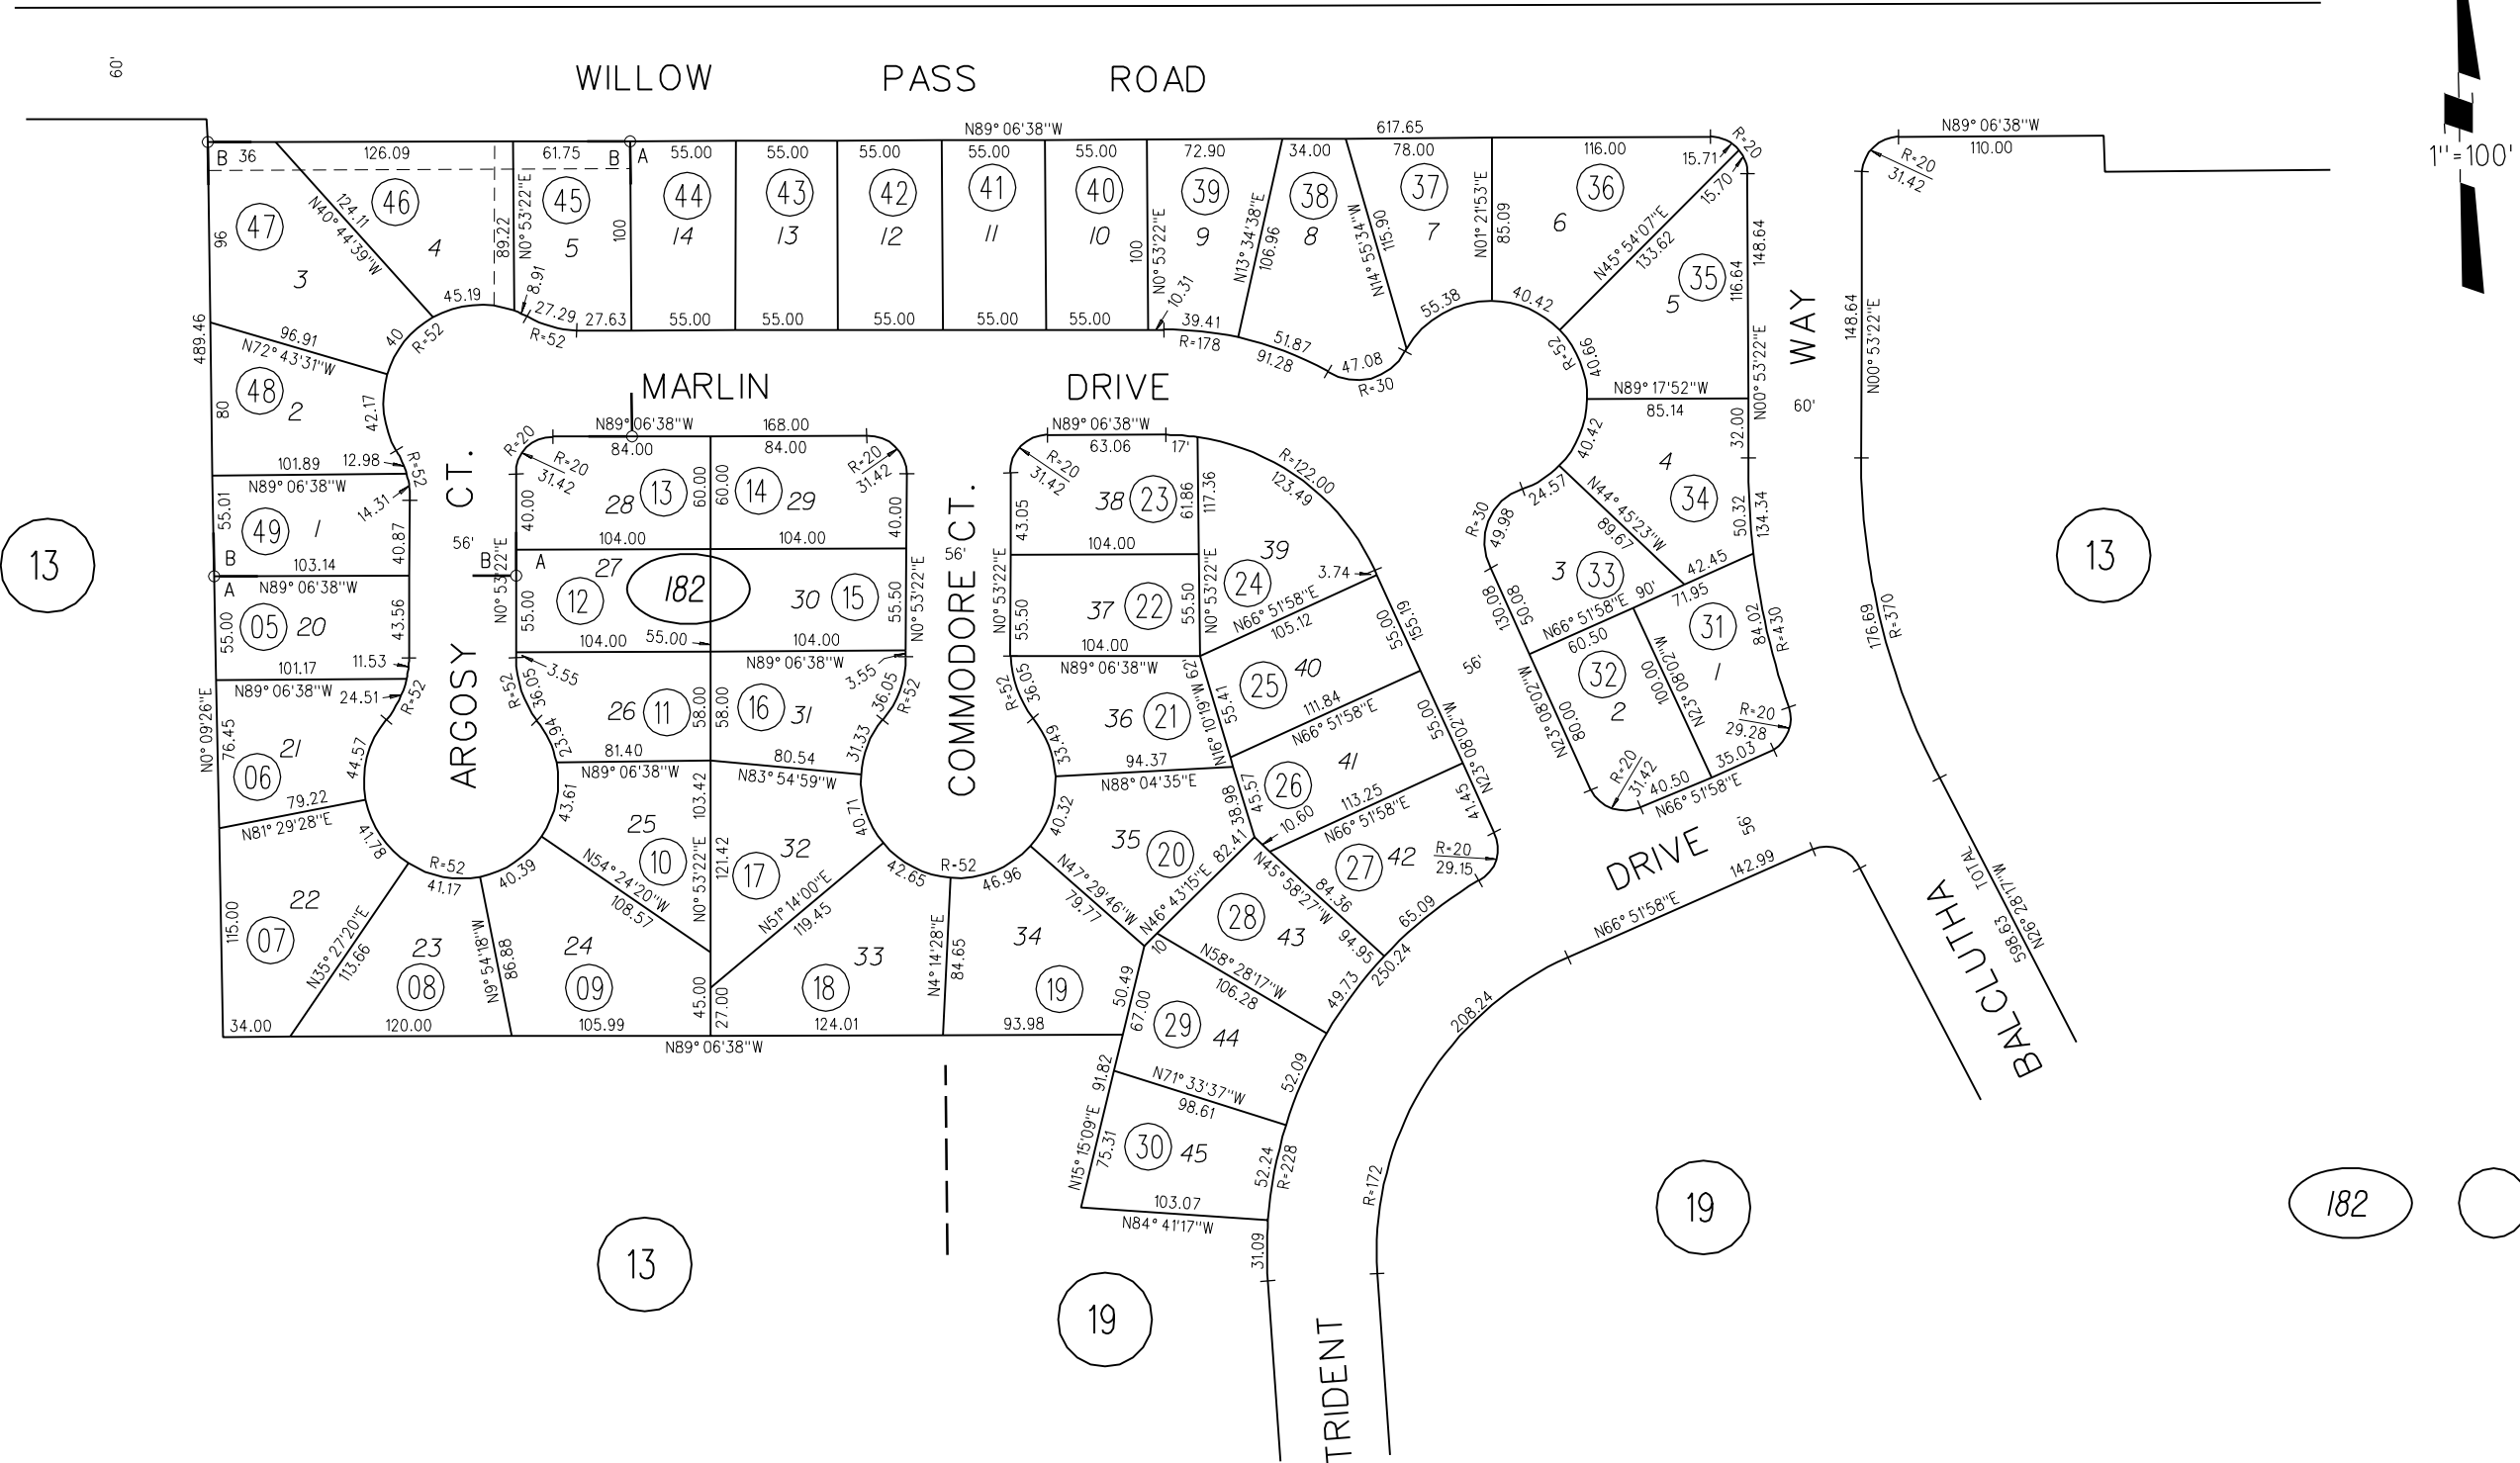 60'
WILLOW PASS ROAD
1"=100'
N89° 06'38"W 617.65
N89° 06'38"W
110.00
R=20
31.42
B 36 126.09 61.75 B A 55.00 55.00 55.00 55.00 55.00 72.90 34.00 78.00 116.00 15.71 R=20
15.70
47 46 45 44 43 42 41 40 39 38 37 36
3 4 5 14 13 12 11 10 9 8 7 6
96
124.11
N40° 44'39"W
89.22
N0° 53'22"E
100
100
N0° 53'22"E
N13° 34'38"E
106.96
N14° 55'34"W
115.90
N01° 21'53"E
85.09
N45° 54'07"E
133.62
35
5
116.64
148.64
148.64
N00° 53'22"E
N00° 53'22"E
WAY
60'
45.19 8.91 27.29 R=52 27.63 55.00 55.00 55.00 55.00 55.00 10.31 39.41 R=178 51.87 91.28 47.08 R=30 55.38 40.42 R=52 40.66
489.46
96.91
N72° 43'31"W
40
R=52
48
2
80
42.17
MARLIN DRIVE
N89° 17'52"W
85.14
32.00
40.42
4
34
24.57
N44° 45'23"W
89.67
50.32
134.34
R=30
49.98
N89° 06'38"W 168.00
84.00 84.00
R=20
R=20
31.42
R=20
31.42
N89° 06'38"W
63.06 17'
R=20
31.42
R=122.00
123.49
101.89 12.98 R=52
N89° 06'38"W
14.31
55.01
49
1
40.87
B
103.14
A
N89° 06'38"W
CT.
56'
B A
40.00
28 13 60.00 60.00 14 29
40.00
104.00 104.00
N0° 53'22"E
27
12
182
30 15
55.00
55.50
N0° 53'22"E
104.00 55.00 104.00
N89° 06'38"W
COMMODORE CT.
56'
43.05
38 23
61.86
117.36
104.00
N0° 53'22"E
37 22
55.50
55.50
N0° 53'22"E
104.00
N89° 06'38"W
39
24
3.74
N66° 51'58"E
105.12
55.00
155.19
3 33
42.45
N66° 51'58"E 90'
71.95
60.50
130.08
50.08
31
1
84.02
R=430
176.69
R=370
13
13
55.00
05 20
43.56
101.17 11.53
N89° 06'38"W
24.51
R=52
N0° 09'26"E
76.45
21
06
44.57
79.22
N81° 29'28"E
ARGOSY
R=52
36.05
3.55
26 11
58.00 58.00
16 31
3.55
36.05
R=52
23.94
81.40
N89° 06'38"W
80.54
N83° 54'59"W
31.33
R=52
36.05
36 21
33.49
94.37
N88° 04'35"E
N16° 10'19"W 62'
55.41
25 40
111.84
N66° 51'58"E
55.00
56'
N23° 08'02"W
32
2
100.00
N23° 08'02"W
80.00
N23° 08'02"W
R=20
29.28
R=20
31.42
40.50
35.03
N66° 51'58"E
41
26
45.57
38.98
10.60
113.25
N66° 51'58"E
41.45
R=20
29.15
27 42
DRIVE
56'
142.99
N66° 51'58"E
TOTAL
598.63
N26° 28'17"W
BALCLUTHA
41.78
22
07
115.00
R=52
41.17
40.39
43.61
25
10
103.42
N0° 53'22"E
121.42
N54° 24'20"W
108.57
32
17
40.71
N51° 14'00"E
119.45
42.65
R=52
46.96
40.32
35
20
N47° 29'46"W
79.77
82.41
N46° 43'15"E
10
N45° 58'27"W
84.36
94.95
28
43
65.09
250.24
N35° 27'20"E
113.66
23
08
N9° 54'18"W
86.88
24
09
45.00
27.00
18
33
N4° 14'28"E
84.65
34
19
50.49
67.00
N58° 28'17"W
106.28
49.73
29
44
208.24
34.00 120.00 105.99 124.01 93.98
N89° 06'38"W
91.82
N71° 33'37"W
98.61
52.09
N15° 15'09"E
75.31
30 45
52.24
R=228
R=172
103.07
N84° 41'17"W
31.09
13
19
19
182
TRIDENT